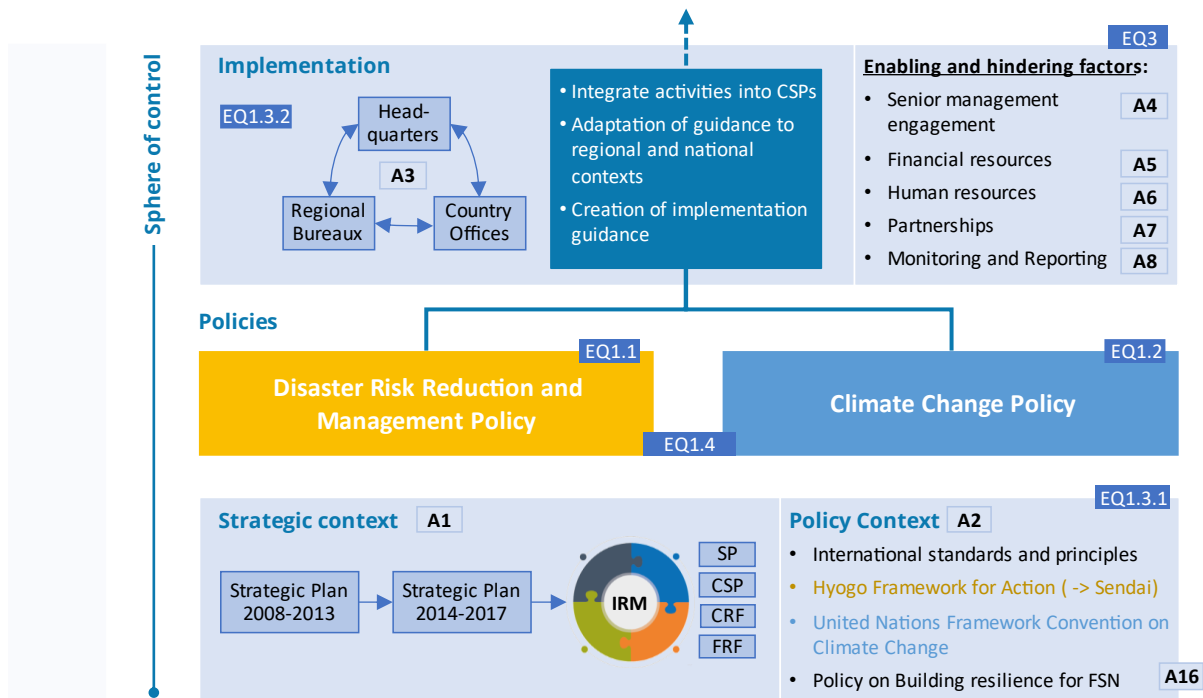 Sphere of control
Implementation
EQ1.3.2
Head-
quarters
A3
Regional
Bureaux
Country
Offices
• Integrate activities into CSPs
• Adaptation of guidance to
regional and national
contexts
• Creation of implementation
guidance
EQ3
Enabling and hindering factors:
• Senior management
engagement
A4
• Financial resources
A5
• Human resources
A6
• Partnerships
A7
• Monitoring and Reporting
A8
Policies
EQ1.1
Disaster Risk Reduction and
Management Policy
EQ1.2
Climate Change Policy
EQ1.4
Strategic context
A1
Strategic Plan
2008-2013
Strategic Plan
2014-2017
IRM
SP
CSP
CRF
FRF
EQ1.3.1
Policy Context
A2
• International standards and principles
• Hyogo Framework for Action ( -> Sendai)
• United Nations Framework Convention on
Climate Change
• Policy on Building resilience for FSN
A16